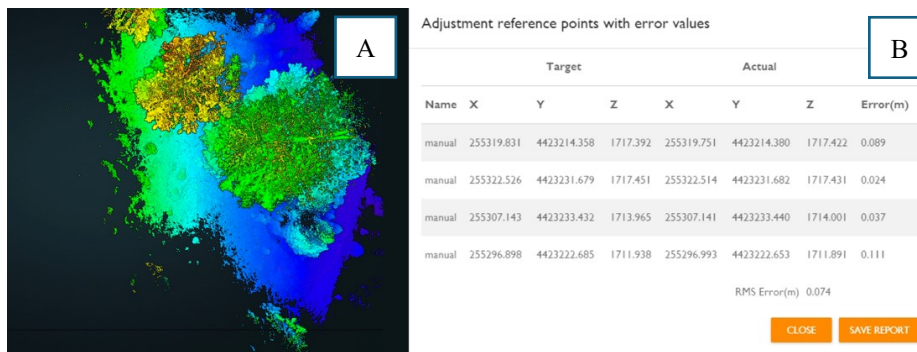 A
Adjustment reference points with error values
B
Target Actual
Name X Y Z X Y Z Error(m)
manual 255319.831 4423214.358 1717.392 255319.751 4423214.380 1717.422 0.089
manual 255322.526 4423231.679 1717.451 255322.514 4423231.682 1717.431 0.024
manual 255307.143 4423233.432 1713.965 255307.141 4423233.440 1714.001 0.037
manual 255296.898 4423222.685 1711.938 255296.993 4423222.653 1711.891 0.111
RMS Error(m) 0.074
CLOSE SAVE REPORT